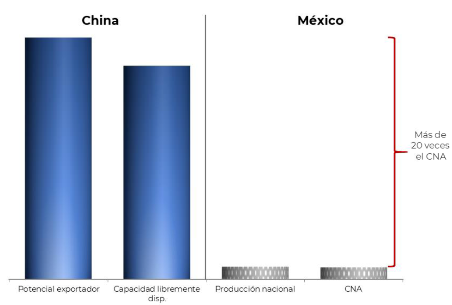 China
México
Más de
20 veces
el CNA
Potencial exportador
Capacidad libremente
disp.
Producción nacional
CNA